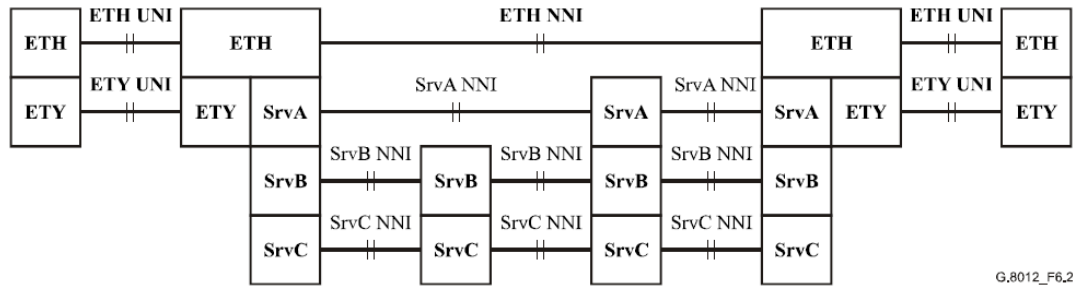 ETH UNI ETH NNI ETH UNI
ETH ETH ETH ETH
ETY UNI SrvA NNI SrvA NNI ETY UNI
ETY ETY SrvA SrvA SrvA ETY ETY
SrvB NNI SrvB NNI SrvB NNI
SrvB SrvB SrvB SrvB
SrvC NNI SrvC NNI SrvC NNI
SrvC SrvC SrvC SrvC
G.8012_F6.2